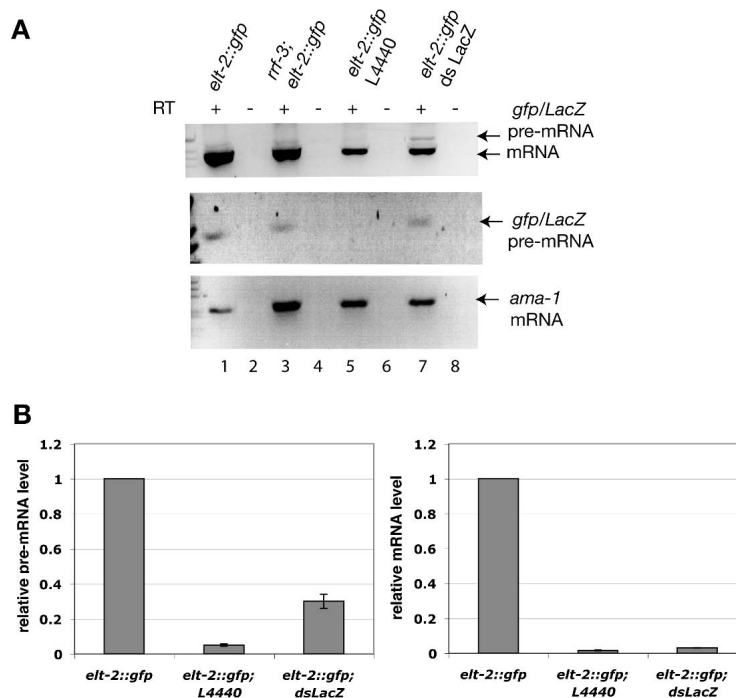 A
elt-2::gfp
rrf-3;
elt-2::gfp
elt-2::gfp
L4440
elt-2::gfp
ds LacZ
RT + - + - + - + -
gfp/LacZ
pre-mRNA
mRNA
gfp/LacZ
pre-mRNA
ama-1
mRNA
1 2 3 4 5 6 7 8
B
relative pre-mRNA level
1.2
1
0.8
0.6
0.4
0.2
0
elt-2::gfp
elt-2::gfp;
L4440
elt-2::gfp;
dsLacZ
relative mRNA level
1.2
1
0.8
0.6
0.4
0.2
0
elt-2::gfp
elt-2::gfp;
L4440
elt-2::gfp;
dsLacZ